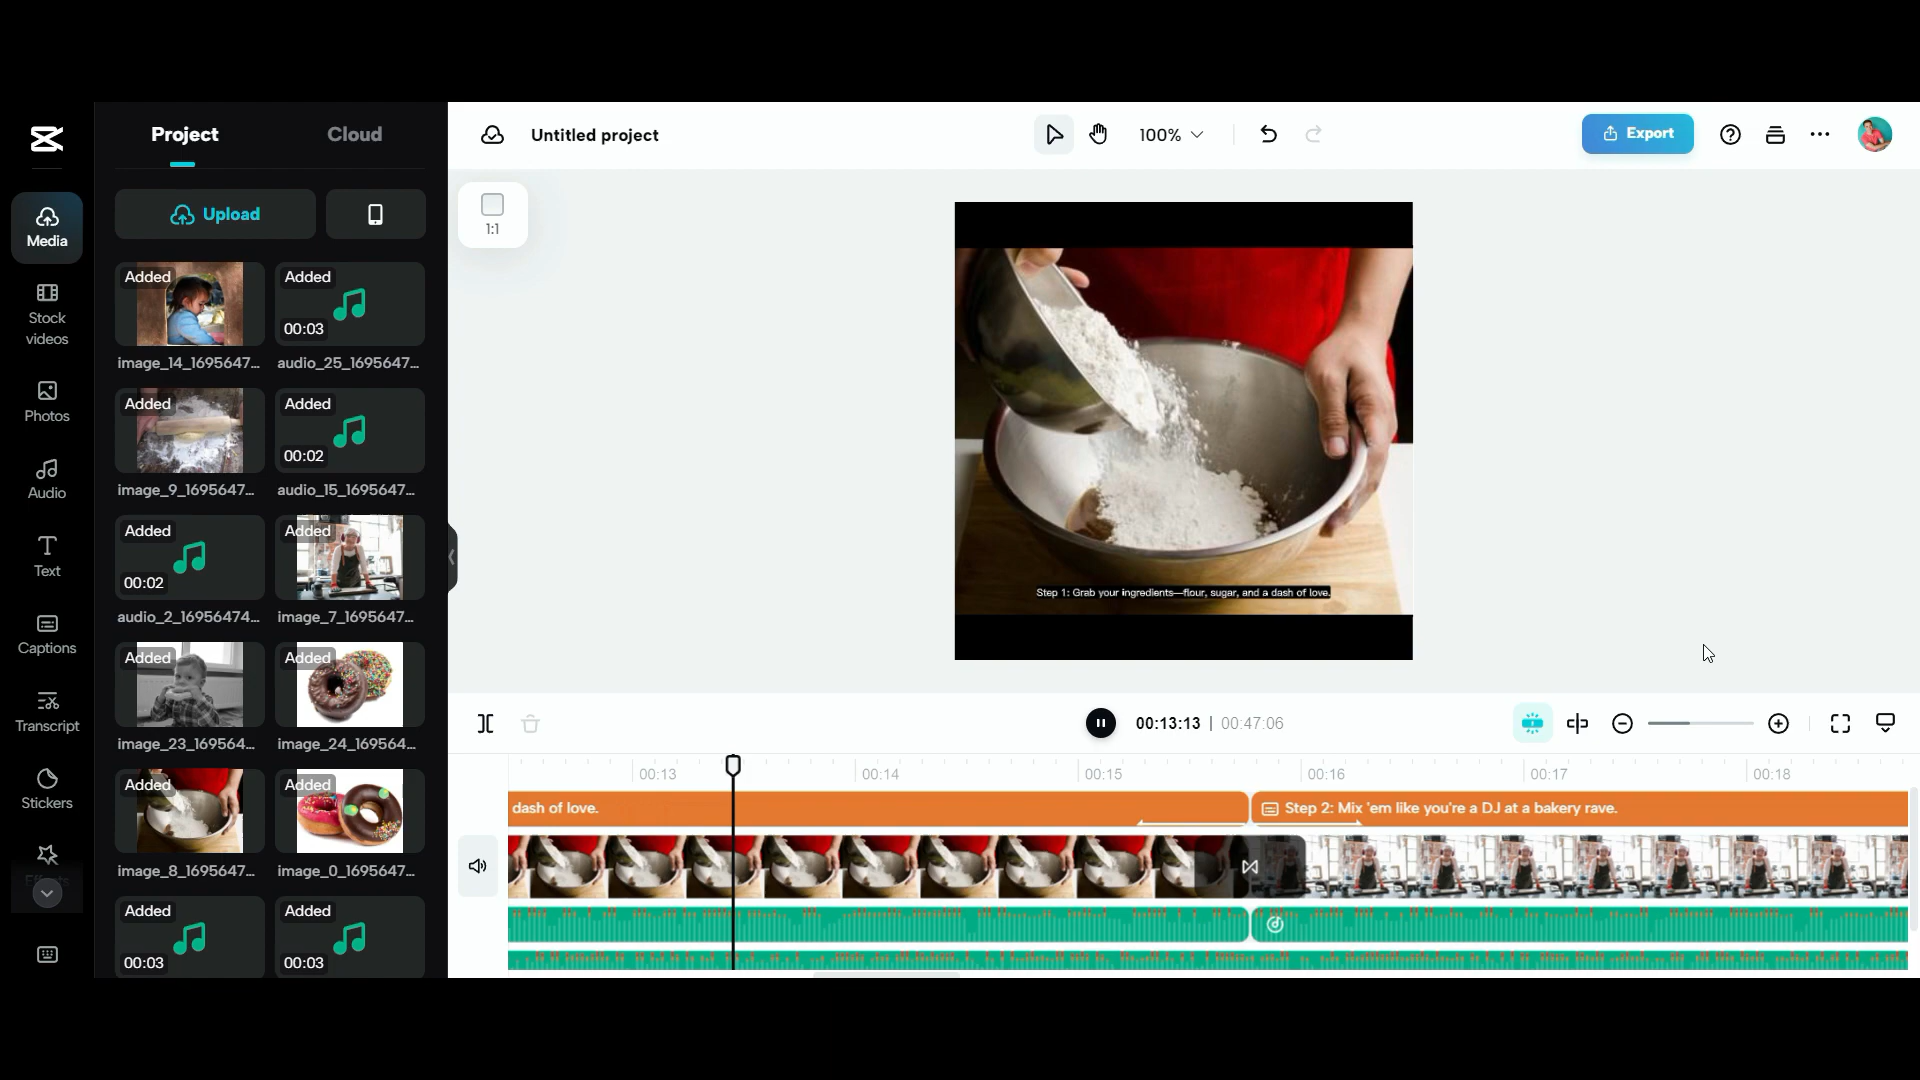 Project
Cloud
Untitled project
100%
Export
Media
Upload
1:1
Stock
videos
Photos
Audio
Text
Captions
Transcript
Stickers
Effects
Added
Added
00:03
image_14_1695647...
audio_25_1695647...
Added
Added
00:02
image_9_1695647...
audio_15_1695647...
Added
Added
00:02
audio_2_16956474...
image_7_1695647...
Added
Added
image_23_169564...
image_24_169564...
Added
Added
image_8_1695647...
image_0_1695647...
Added
Added
00:03
00:03
Step 1: Grab your ingredients—flour, sugar, and a dash of love.
00:13:13 | 00:47:06
00:13
00:14
00:15
00:16
00:17
00:18
dash of love.
Step 2: Mix 'em like you're a DJ at a bakery rave.